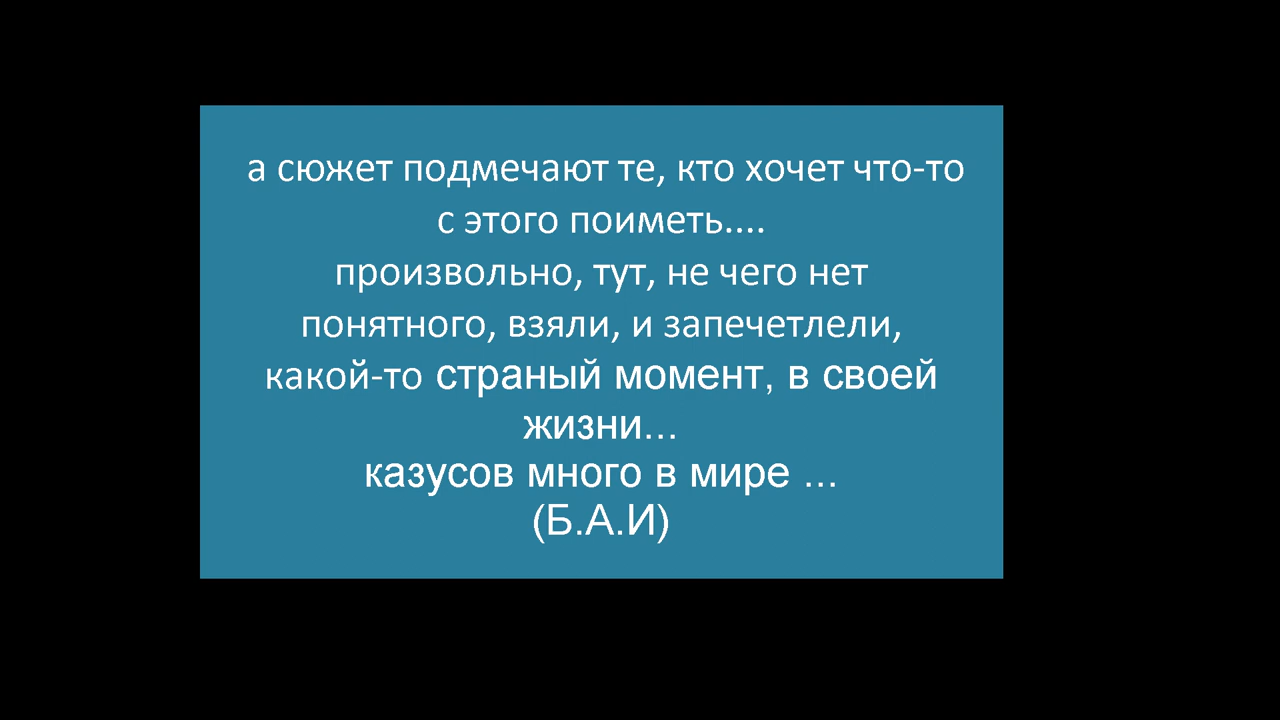 а сюжет подмечают те, кто хочет что-то
с этого поиметь....
произвольно, тут, не чего нет
понятного, взяли, и запечетлели,
какой-то страный момент, в своей
жизни...
казусов много в мире ...
(Б.А.И)